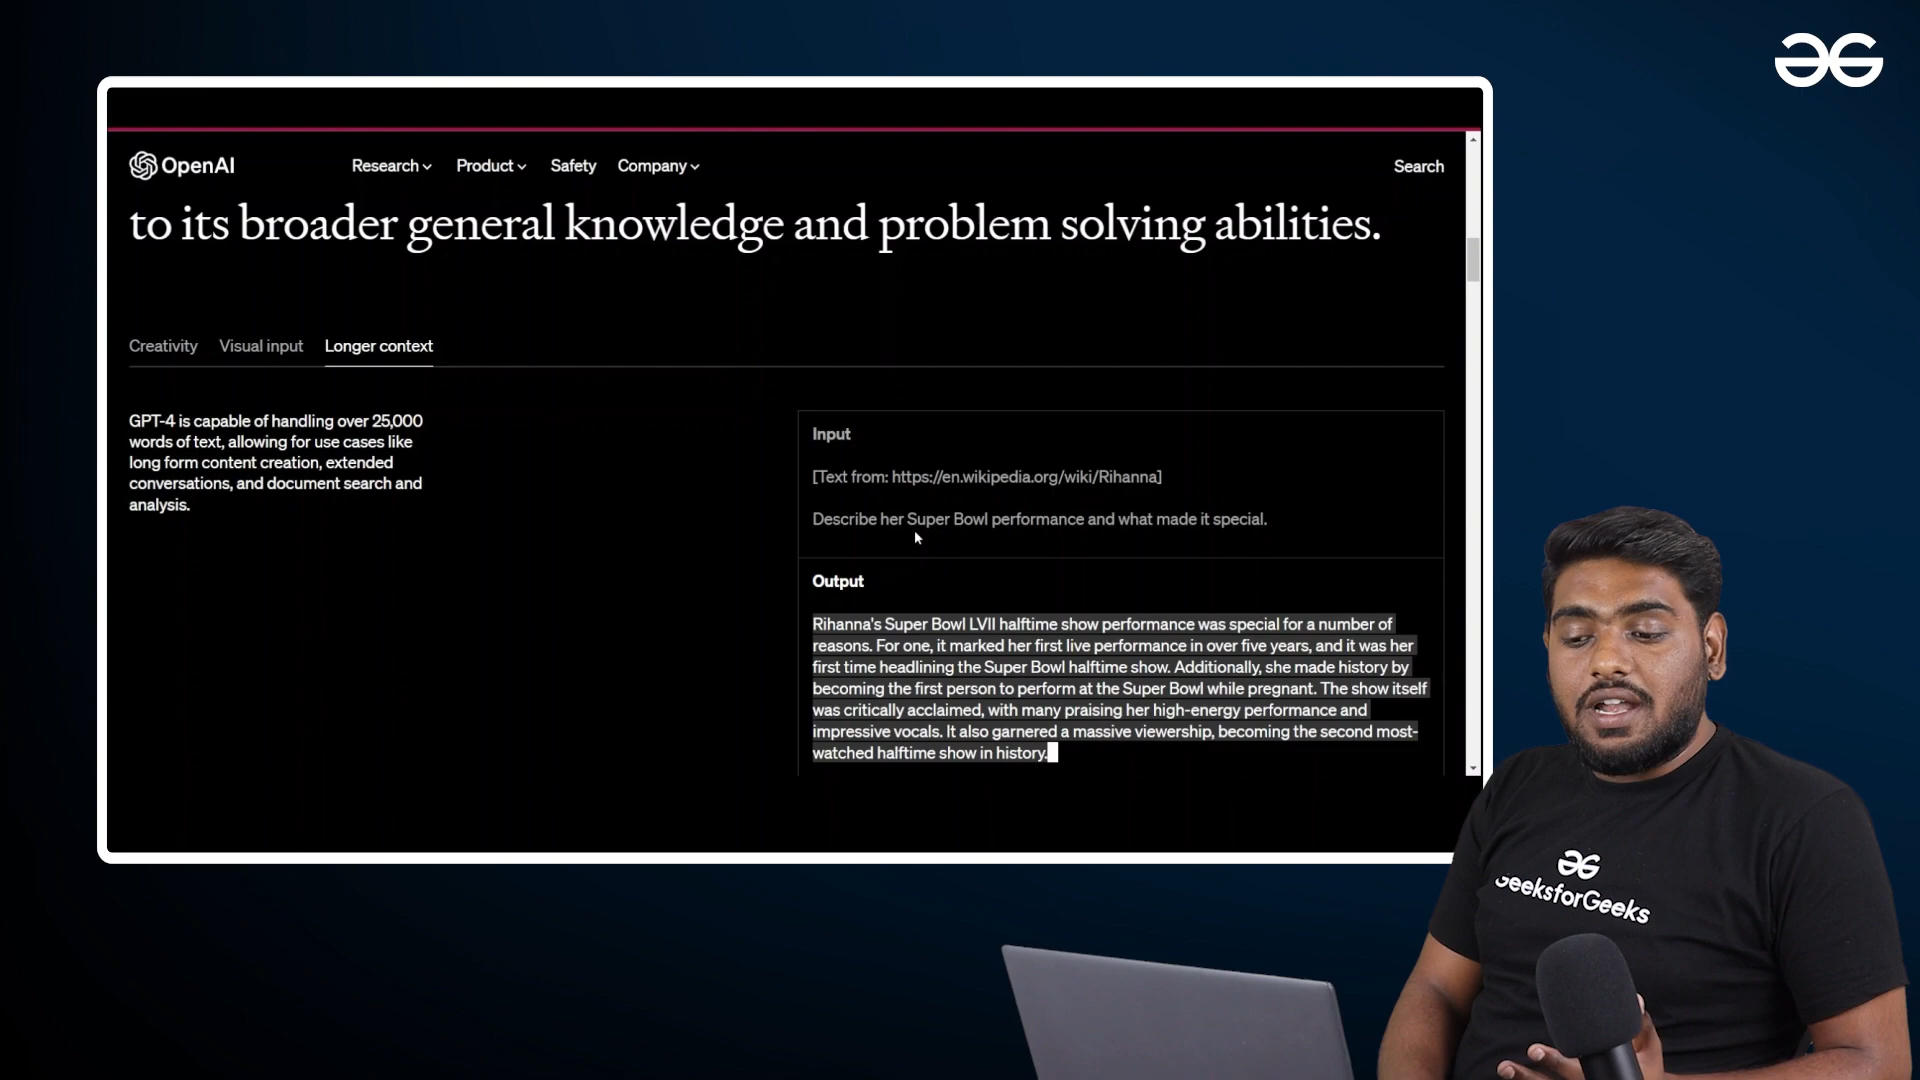 OpenAI
Research Product Safety Company Search
to its broader general knowledge and problem solving abilities.
Creativity Visual input Longer context
GPT-4 is capable of handling over 25,000
words of text, allowing for use cases like
long form content creation, extended
conversations, and document search and
analysis.
Input
[Text from: https://en.wikipedia.org/wiki/Rihanna]
Describe her Super Bowl performance and what made it special.
Output
Rihanna's Super Bowl LVII halftime show performance was special for a number of
reasons. For one, it marked her first live performance in over five years, and it was her
first time headlining the Super Bowl halftime show. Additionally, she made history by
becoming the first person to perform at the Super Bowl while pregnant. The show itself
was critically acclaimed, with many praising her high-energy performance and
impressive vocals. It also garnered a massive viewership, becoming the second most-
watched halftime show in history.
GeeksforGeeks